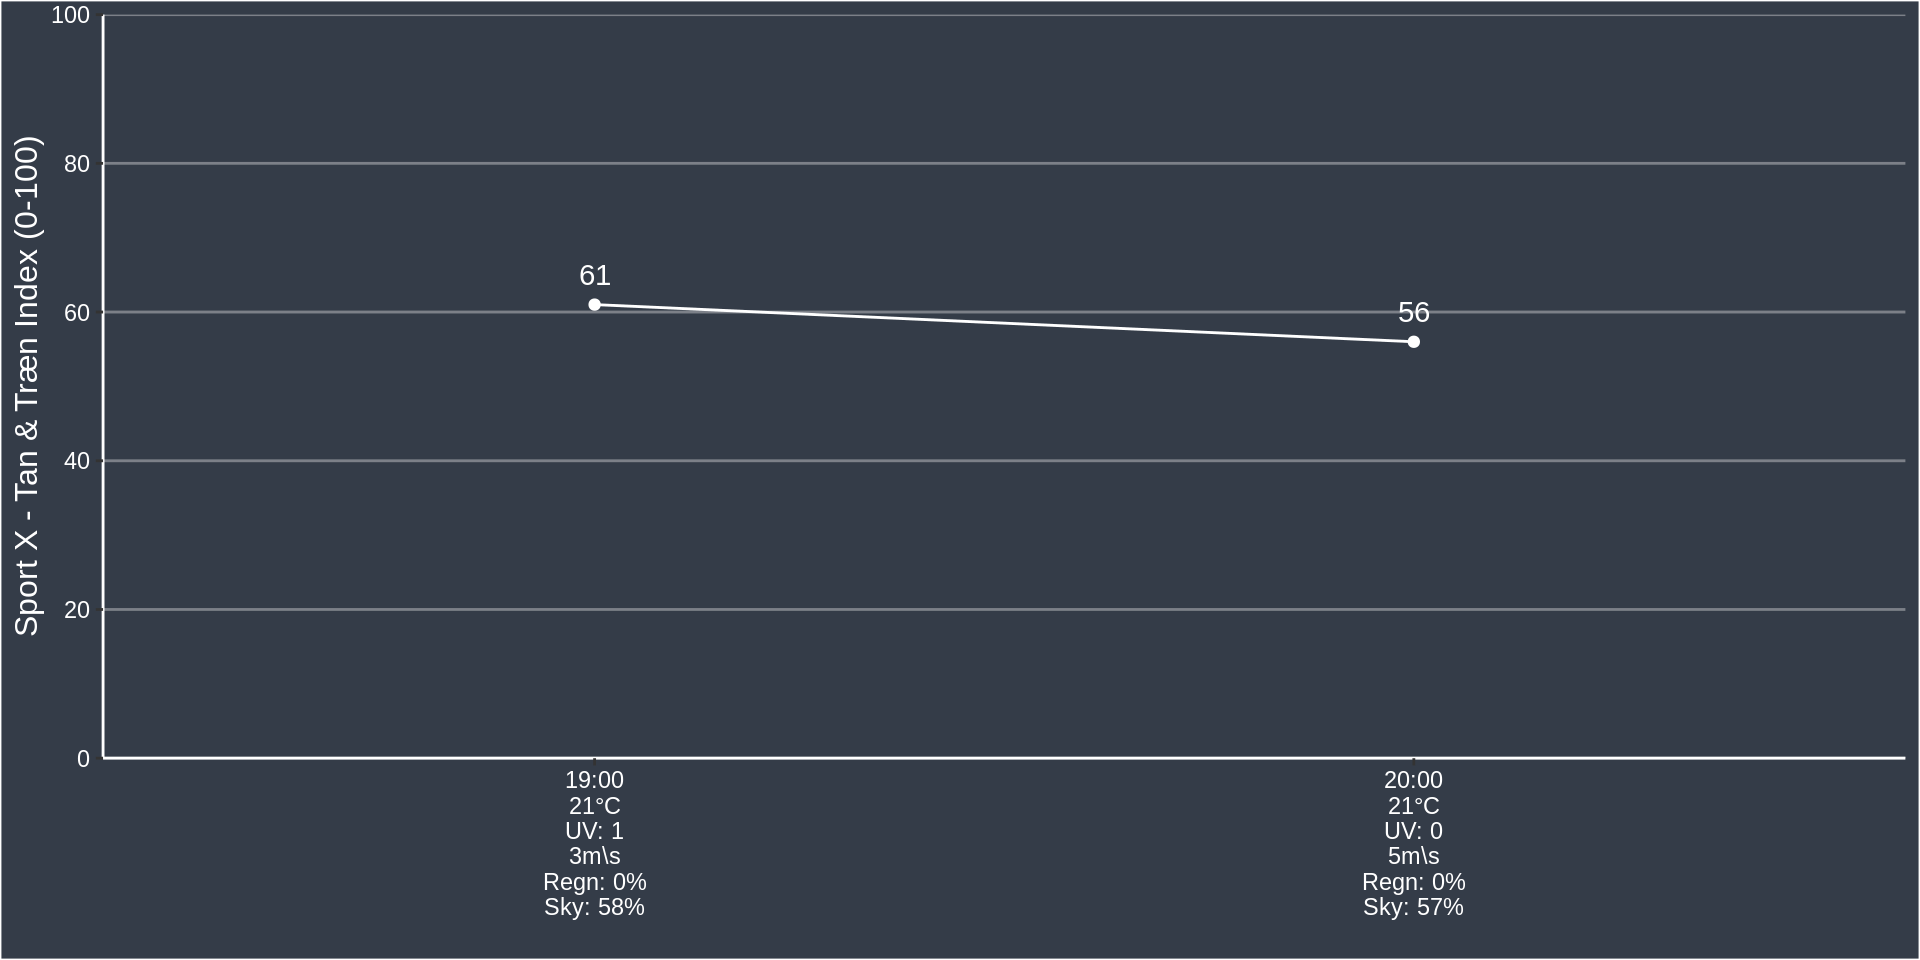 Sport X - Tan & Træn Index (0-100)
100
80
60
40
20
0
61
56
19:00
21°C
UV: 1
3m\s
Regn: 0%
Sky: 58%
20:00
21°C
UV: 0
5m\s
Regn: 0%
Sky: 57%